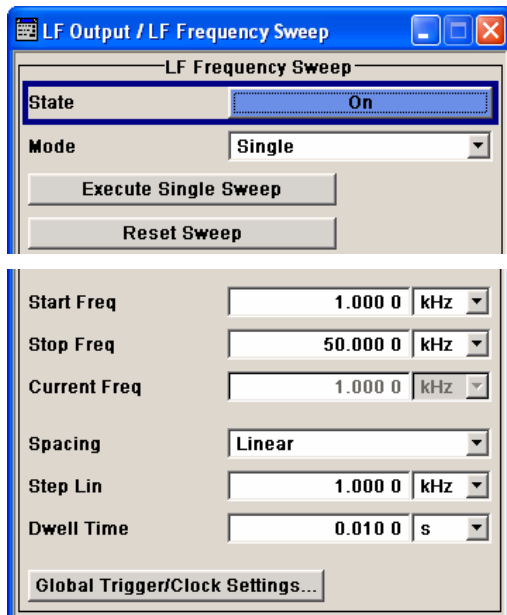 LF Output / LF Frequency Sweep
LF Frequency Sweep
State On
Mode Single
Execute Single Sweep
Reset Sweep
Start Freq 1.000 0 kHz
Stop Freq 50.000 0 kHz
Current Freq 1.000 0 kHz
Spacing Linear
Step Lin 1.000 0 kHz
Dwell Time 0.010 0 s
Global Trigger/Clock Settings...